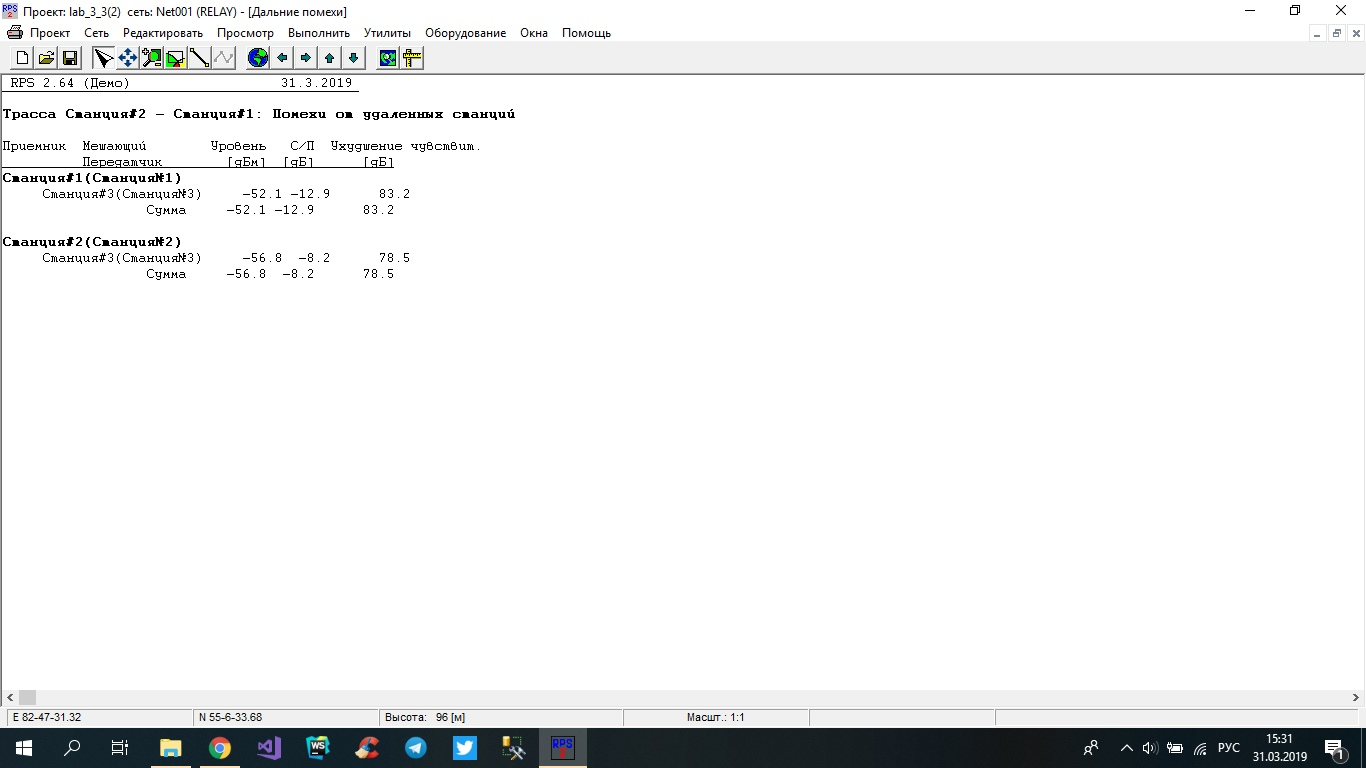 Проект: lab_3_3(2) сеть: Net001 (RELAY) - [Дальние помехи]
Проект Сеть Редактировать Просмотр Выполнить Утилиты Оборудование Окна Помощь
RPS 2.64 (Демо) 31.3.2019
Трасса Станция#2 - Станция#1: Помехи от удаленных станций
Приемник Мешающий Уровень С/П Ухудшение чувствит.
Передатчик [дБм] [дБ] [дБ]
Станция#1(Станция№1)
Станция#3(Станция№3) -52.1 -12.9 83.2
Сумма -52.1 -12.9 83.2
Станция#2(Станция№2)
Станция#3(Станция№3) -56.8 -8.2 78.5
Сумма -56.8 -8.2 78.5
E 82-47-31.32 N 55-6-33.68 Высота: 96 [м] Масшт.: 1:1
РУС 15:31
31.03.2019